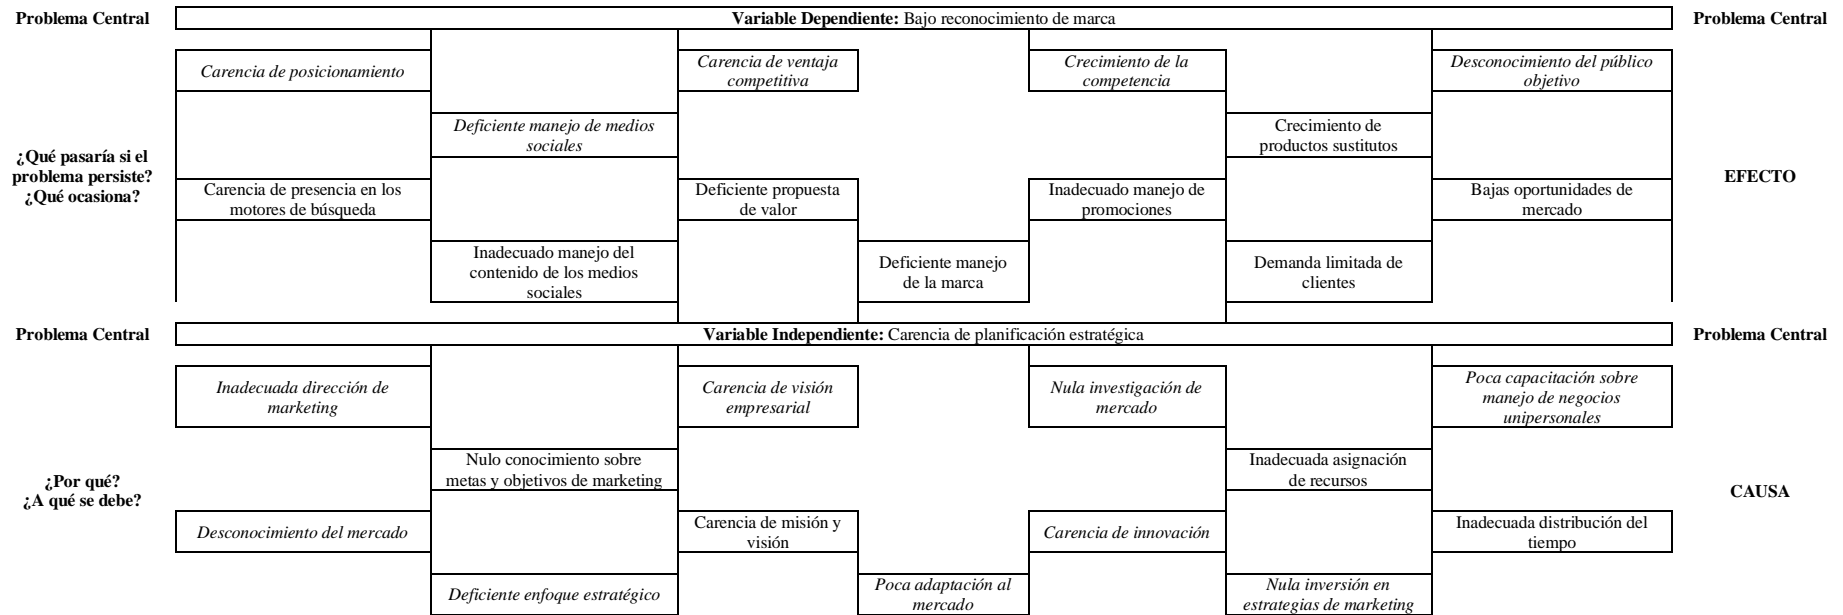 Problema Central
Variable Dependiente: Bajo reconocimiento de marca
Problema Central
Carencia de posicionamiento
Carencia de ventaja
competitiva
Crecimiento de la
competencia
Desconocimiento del público
objetivo
Deficiente manejo de medios
sociales
Crecimiento de
productos sustitutos
¿Qué pasaría si el
problema persiste?
¿Qué ocasiona?
Carencia de presencia en los
motores de búsqueda
Deficiente propuesta
de valor
Inadecuado manejo de
promociones
Bajas oportunidades de
mercado
EFECTO
Inadecuado manejo del
contenido de los medios
sociales
Deficiente manejo
de la marca
Demanda limitada de
clientes
Problema Central
Variable Independiente: Carencia de planificación estratégica
Problema Central
Inadecuada dirección de
marketing
Carencia de visión
empresarial
Nula investigación de
mercado
Poca capacitación sobre
manejo de negocios
unipersonales
Nulo conocimiento sobre
metas y objetivos de marketing
Inadecuada asignación
de recursos
¿Por qué?
¿A qué se debe?
CAUSA
Desconocimiento del mercado
Carencia de misión y
visión
Carencia de innovación
Inadecuada distribución del
tiempo
Deficiente enfoque estratégico
Poca adaptación al
mercado
Nula inversión en
estrategias de marketing